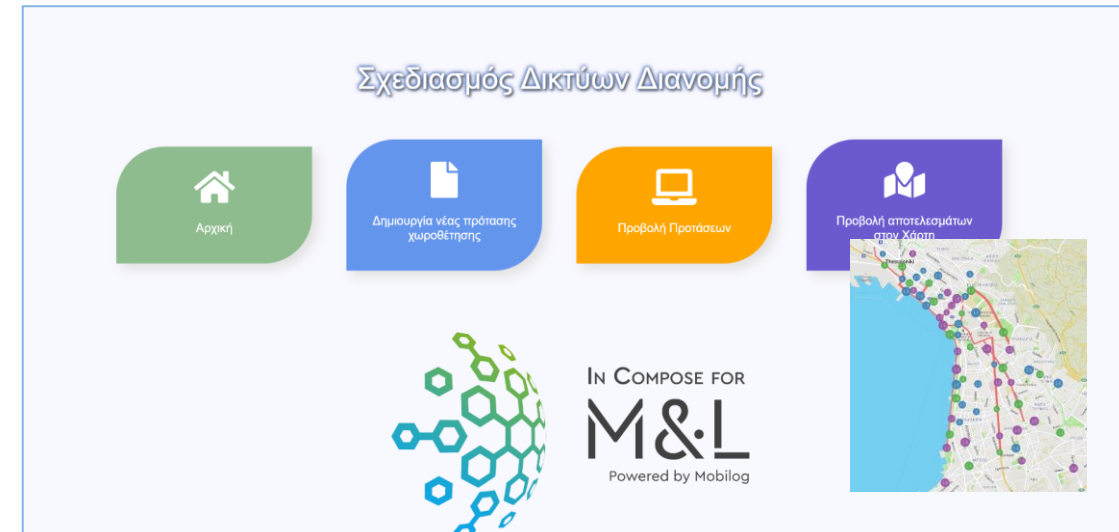 Σχεδιασμός Δικτύων Διανομής
Αρχική
Δημιουργία νέας πρότασης
χωροθέτησης
Προβολή Προτάσεων
Προβολή αποτελεσμάτων
στον Χάρτη
Thessaloniki
IN COMPOSE FOR
M&L
Powered by Mobilog